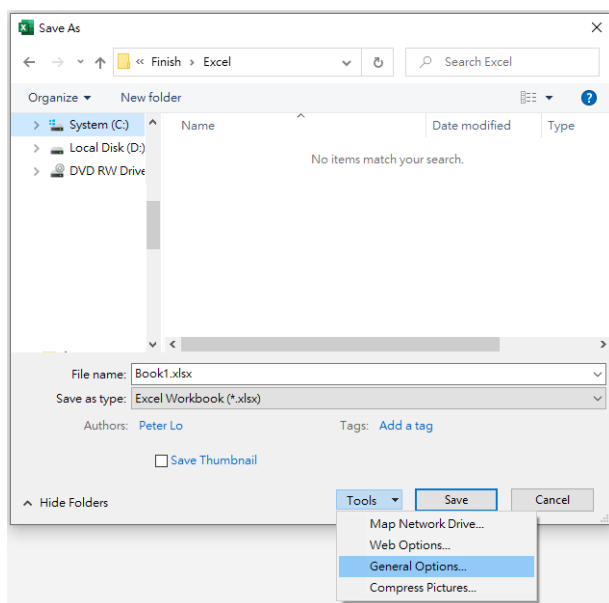 Save As
« Finish › Excel
Search Excel
Organize
New folder
Name
Date modified
Type
System (C:)
Local Disk (D:)
DVD RW Drive
No items match your search.
File name: Book1.xlsx
Save as type: Excel Workbook (*.xlsx)
Authors: Peter Lo
Tags: Add a tag
Save Thumbnail
Hide Folders
Tools
Save
Cancel
Map Network Drive...
Web Options...
General Options...
Compress Pictures...